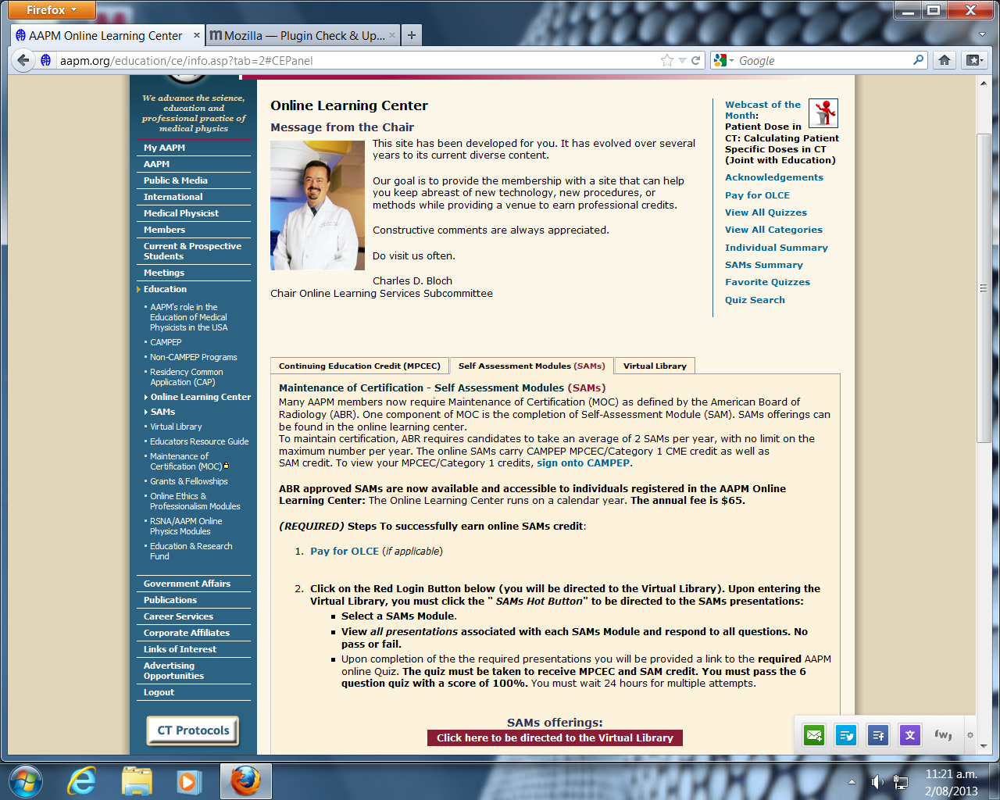 Firefox
AAPM Online Learning Center
Mozilla — Plugin Check & Up...
aapm.org/education/ce/info.asp?tab=2#CEPanel
Google
We advance the science,
education and
professional practice of
medical physics
My AAPM
AAPM
Public & Media
International
Medical Physicist
Members
Current & Prospective
Students
Meetings
Education
AAPM's role in the
Education of Medical
Physicists in the USA
CAMPEP
Non-CAMPEP Programs
Residency Common
Application (CAP)
Online Learning Center
SAMs
Virtual Library
Educators Resource Guide
Maintenance of
Certification (MOC)
Grants & Fellowships
Online Ethics &
Professionalism Modules
RSNA/AAPM Online
Physics Modules
Education & Research
Fund
Government Affairs
Publications
Career Services
Corporate Affiliates
Links of Interest
Advertising
Opportunities
Logout
CT Protocols
Online Learning Center
Message from the Chair
This site has been developed for you. It has evolved over several
years to its current diverse content.
Our goal is to provide the membership with a site that can help
you keep abreast of new technology, new procedures, or
methods while providing a venue to earn professional credits.
Constructive comments are always appreciated.
Do visit us often.
Charles D. Bloch
Chair Online Learning Services Subcommittee
Webcast of the
Month:
Patient Dose in
CT: Calculating Patient
Specific Doses in CT
(Joint with Education)
Acknowledgements
Pay for OLCE
View All Quizzes
View All Categories
Individual Summary
SAMs Summary
Favorite Quizzes
Quiz Search
Continuing Education Credit (MPCEC)
Self Assessment Modules (SAMs)
Virtual Library
Maintenance of Certification - Self Assessment Modules (SAMs)
Many AAPM members now require Maintenance of Certification (MOC) as defined by the American Board of
Radiology (ABR). One component of MOC is the completion of Self-Assessment Module (SAM). SAMs offerings can
be found in the online learning center.
To maintain certification, ABR requires candidates to take an average of 2 SAMs per year, with no limit on the
maximum number per year. The online SAMs carry CAMPEP MPCEC/Category 1 CME credit as well as
SAM credit. To view your MPCEC/Category 1 credits, sign onto CAMPEP.
ABR approved SAMs are now available and accessible to individuals registered in the AAPM Online
Learning Center: The Online Learning Center runs on a calendar year. The annual fee is $65.
(REQUIRED) Steps To successfully earn online SAMs credit:
1. Pay for OLCE (if applicable)
2. Click on the Red Login Button below (you will be directed to the Virtual Library). Upon entering the
Virtual Library, you must click the " SAMs Hot Button" to be directed to the SAMs presentations:
Select a SAMs Module.
View all presentations associated with each SAMs Module and respond to all questions. No
pass or fail.
Upon completion of the the required presentations you will be provided a link to the required AAPM
online Quiz. The quiz must be taken to receive MPCEC and SAM credit. You must pass the 6
question quiz with a score of 100%. You must wait 24 hours for multiple attempts.
SAMs offerings:
Click here to be directed to the Virtual Library
11:21 a.m.
2/08/2013